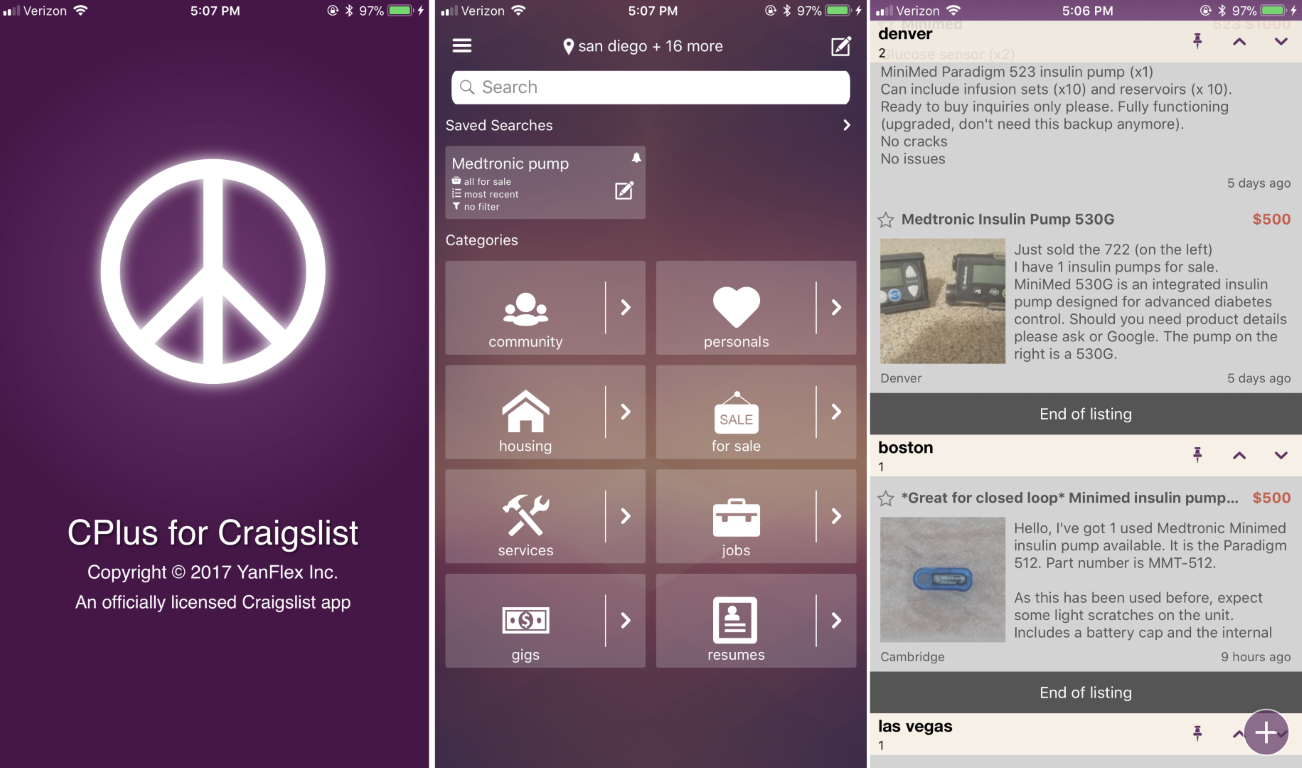 Verizon 5:07 PM 97%
CPlus for Craigslist
Copyright © 2017 YanFlex Inc.
An officially licensed Craigslist app
Verizon 5:07 PM 97%
san diego + 16 more
Search
Saved Searches
Medtronic pump
all for sale
most recent
no filter
Categories
community
personals
housing
SALE
for sale
services
jobs
gigs
resumes
Verizon 5:06 PM 97%
Minimed 523 $1000
denver
2
Glucose sensor (x2)
MiniMed Paradigm 523 insulin pump (x1)
Can include infusion sets (x10) and reservoirs (x 10).
Ready to buy inquiries only please. Fully functioning
(upgraded, don't need this backup anymore).
No cracks
No issues
5 days ago
Medtronic Insulin Pump 530G $500
Just sold the 722 (on the left)
I have 1 insulin pumps for sale.
MiniMed 530G is an integrated insulin
pump designed for advanced diabetes
control. Should you need product details
please ask or Google. The pump on the
right is a 530G.
Denver 5 days ago
End of listing
boston
1
*Great for closed loop* Minimed insulin pump... $500
Hello, I've got 1 used Medtronic Minimed
insulin pump available. It is the Paradigm
512. Part number is MMT-512.
As this has been used before, expect
some light scratches on the unit.
Includes a battery cap and the internal
Cambridge 9 hours ago
End of listing
las vegas
1